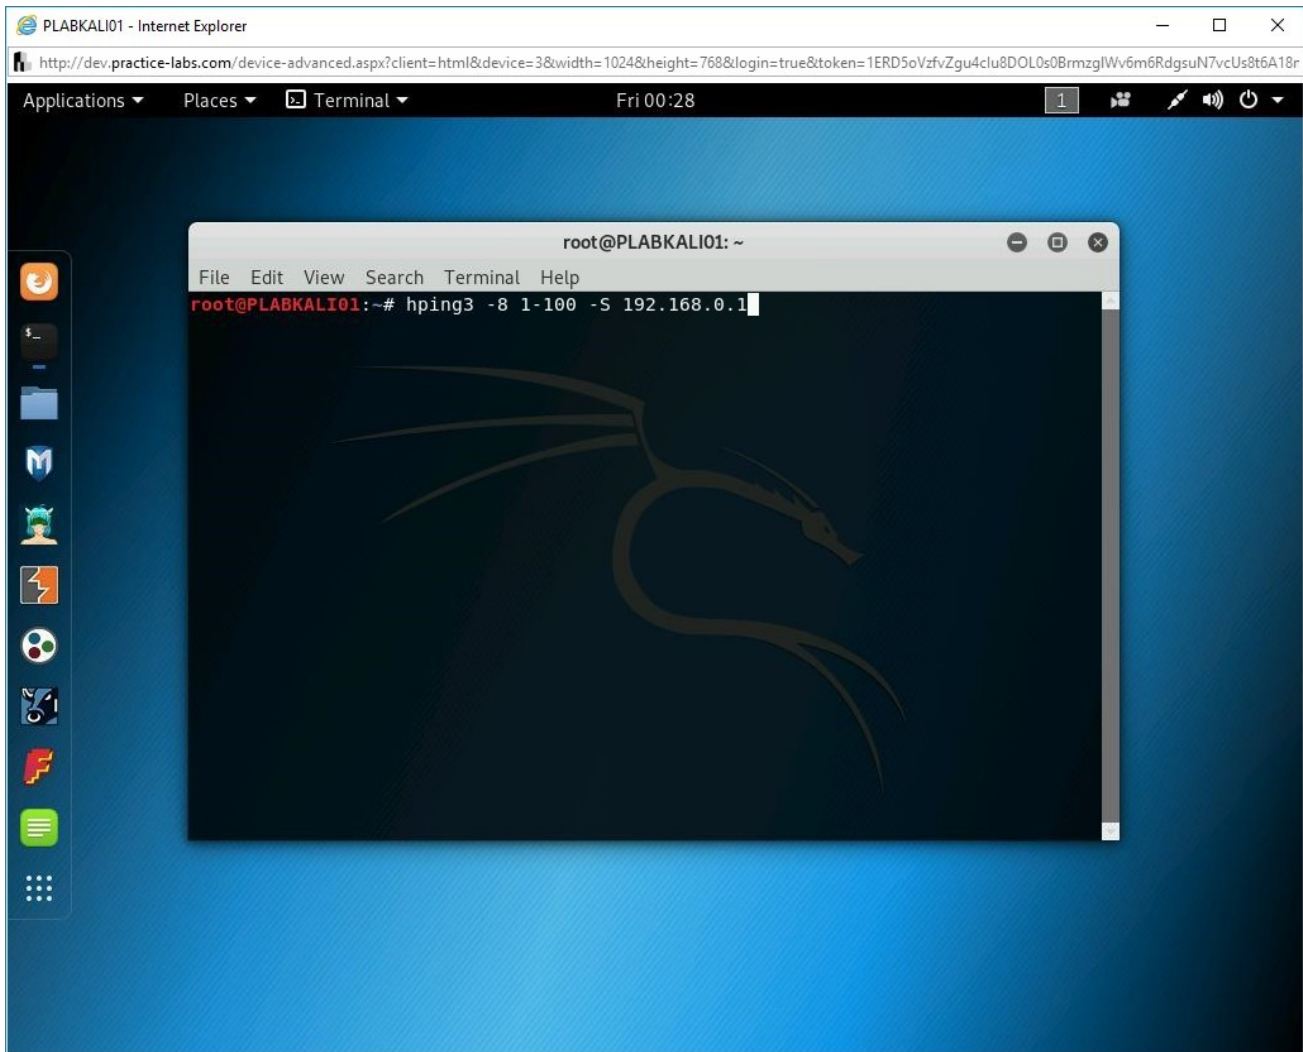 PLABKALI01 - Internet Explorer
http://dev.practice-labs.com/device-advanced.aspx?client=html&device=3&width=1024&height=768&login=true&token=1ERD5oVzfvZgu4clu8DOL0s0BrmzglWv6m6RdgsuN7vcUs8t6A18r
Applications Places Terminal Fri 00:28 1
root@PLABKALI01: ~
File Edit View Search Terminal Help
root@PLABKALI01:~# hping3 -8 1-100 -S 192.168.0.1
$_